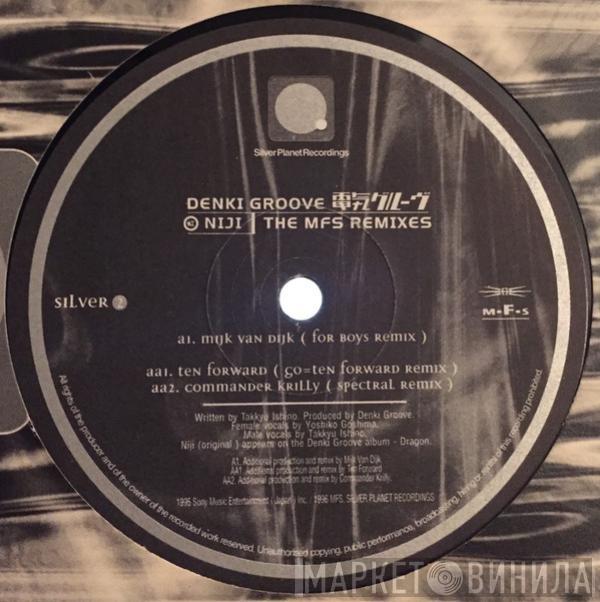 Silver Planet Recordings
DENKI GROOVE 電気グルーヴ
NIJI | THE MFS REMIXES
SILVER 2
M•F•S
A1. MIJK VAN DIJK ( FOR BOYS REMIX )
AA1. TEN FORWARD ( GO=TEN FORWARD REMIX )
AA2. COMMANDER KRILLY ( SPECTRAL REMIX )
Written by Takkyu Ishino. Produced by Denki Groove.
Female vocals by Yoshiko Goshima.
Male vocals by Takkyu Ishino.
Niji (original) appears on the Denki Groove album - Dragon.
A1. Additional production and remix by Mijk Van Dijk.
AA1. Additional production and remix by Ten Forward
AA2. Additional production and remix by Commander Krilly.
1995 Sony Music Entertainment ( Japan ) Inc. / 1996 MFS, SILVER PLANET RECORDINGS
All rights of the producer and of the owner of the recorded work reserved. Unauthorised copying, public performance, broadcasting, hiring or selling of this recording prohibited.
МАРКЕТ ВИНИЛА